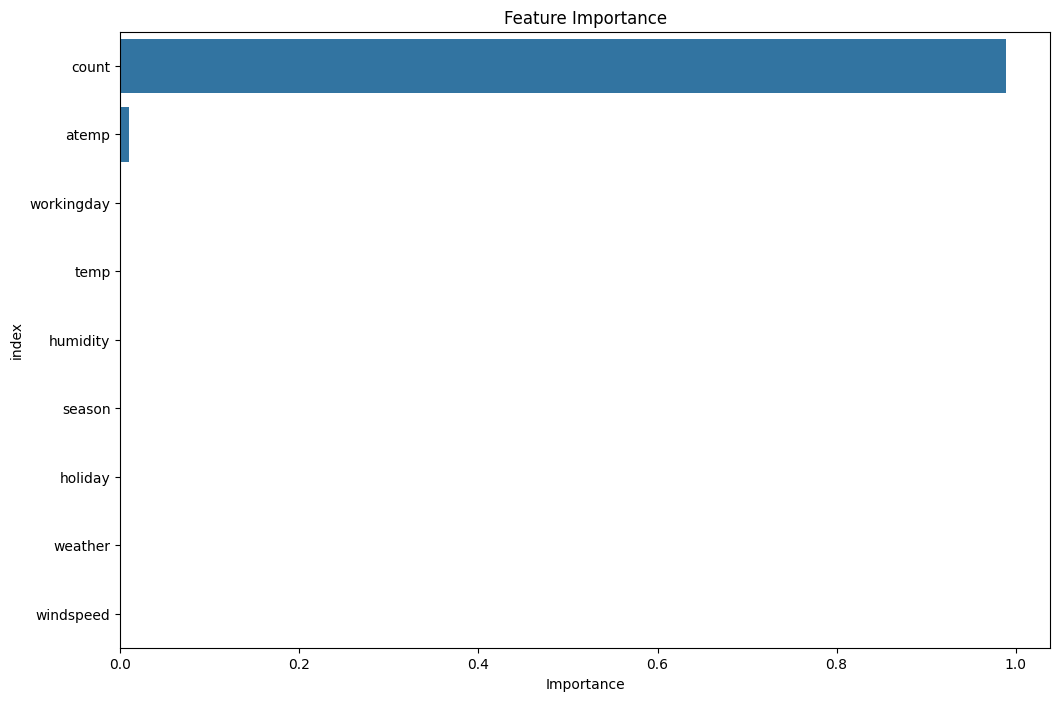 Feature Importance
count
atemp
workingday
temp
humidity
season
holiday
weather
windspeed
index
0.0 0.2 0.4 0.6 0.8 1.0
Importance